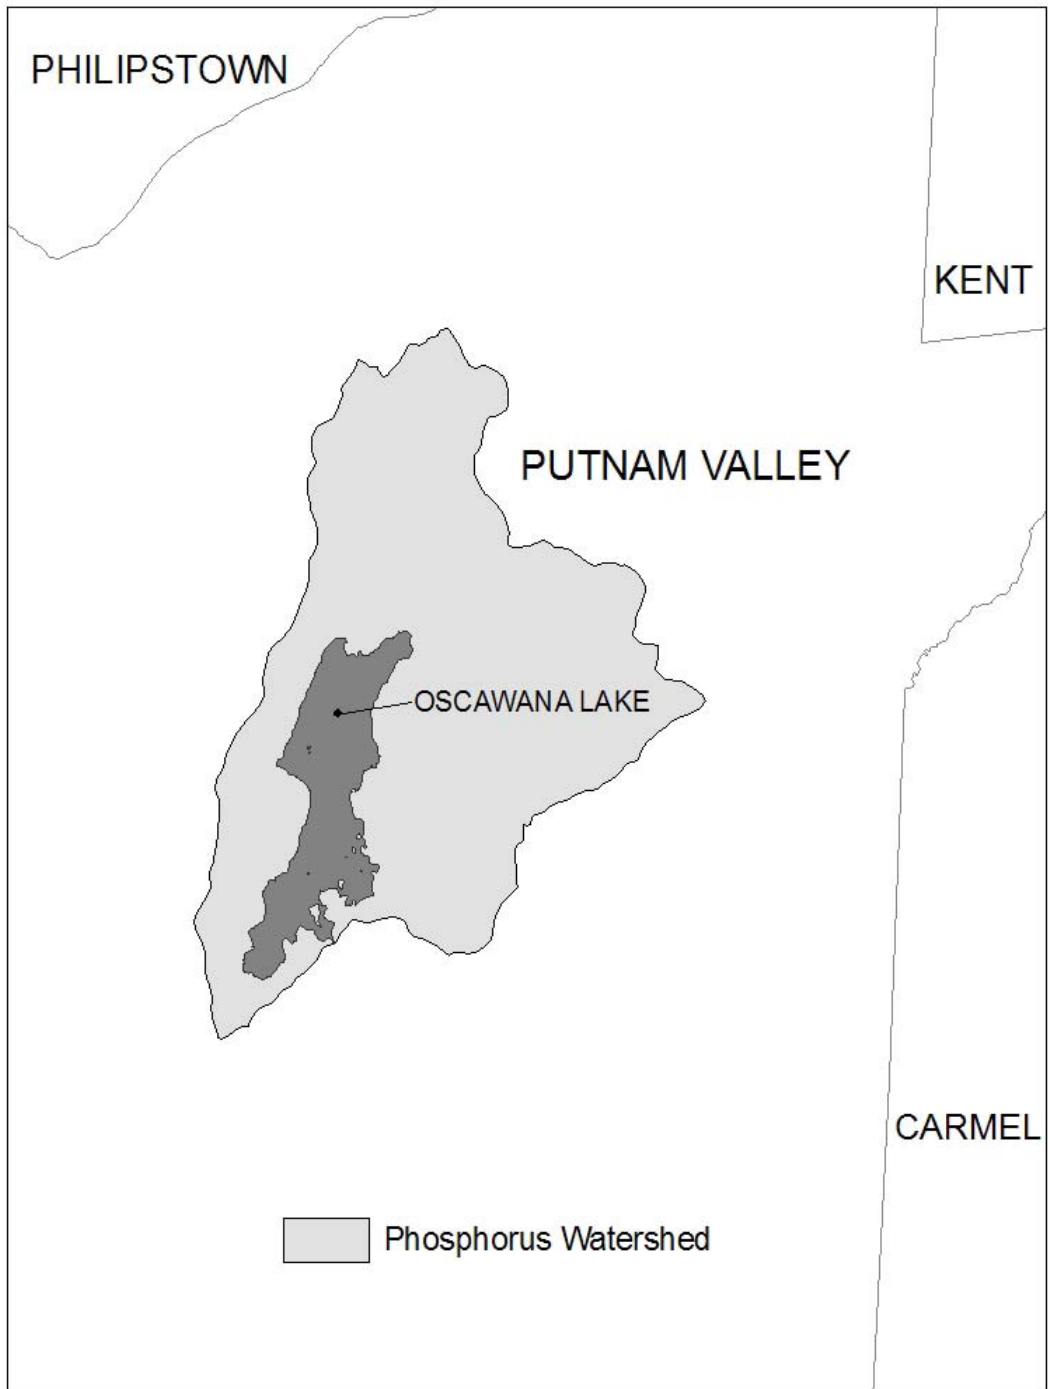 PHILIPSTOWN
KENT
PUTNAM VALLEY
OSCAWANA LAKE
CARMEL
Phosphorus Watershed